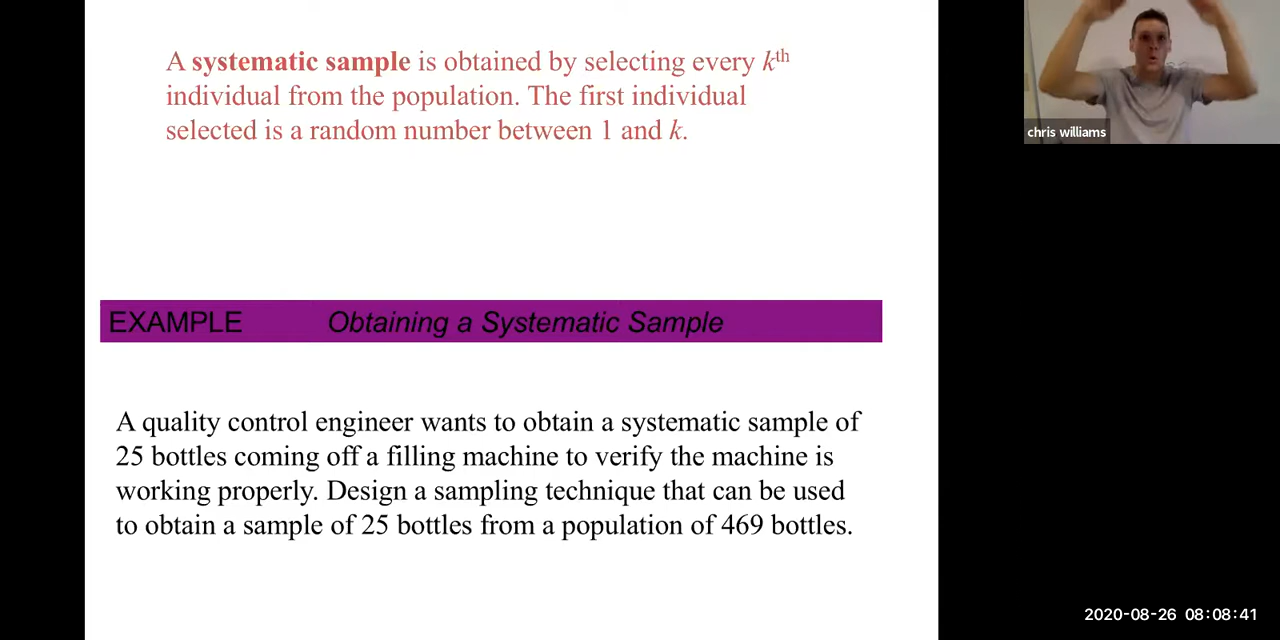 A systematic sample is obtained by selecting every kth
individual from the population. The first individual
selected is a random number between 1 and k.
chris williams
EXAMPLE Obtaining a Systematic Sample
A quality control engineer wants to obtain a systematic sample of
25 bottles coming off a filling machine to verify the machine is
working properly. Design a sampling technique that can be used
to obtain a sample of 25 bottles from a population of 469 bottles.
2020-08-26 08:08:41